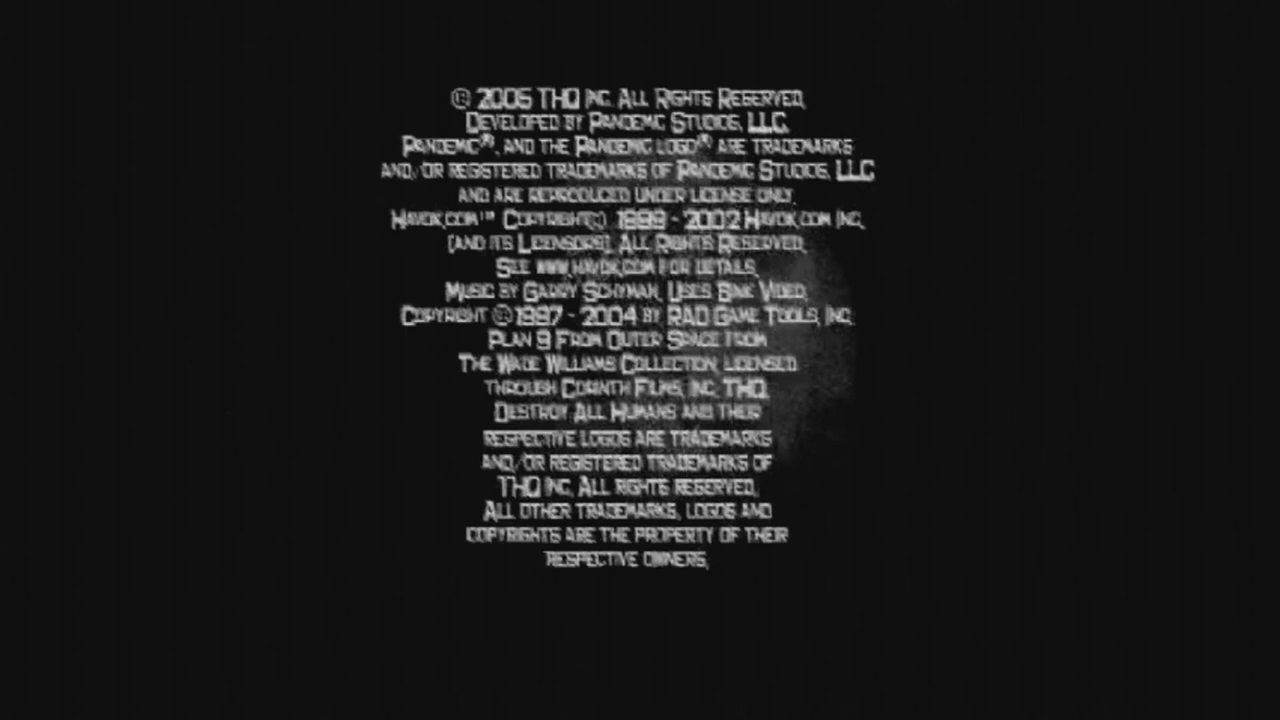 © 2005 THQ Inc. All Rights Reserved.
Developed by Pandemic Studios, LLC.
Pandemic®, and the Pandemic logo® are trademarks
and/or registered trademarks of Pandemic Studios, LLC
and are reproduced under license only.
Havok.com™ Copyright(c) 1999 - 2002 Havok.com Inc.
(and its Licensors). All Rights Reserved.
See www.havok.com for details.
Music by Garry Schyman. Uses Bink Video.
Copyright © 1997 - 2004 by RAD Game Tools, Inc.
Plan 9 From Outer Space from
The Wade Williams Collection, licensed
through Corinth Films, Inc. THQ,
Destroy All Humans and their
respective logos are trademarks
and/or registered trademarks of
THQ Inc. All rights reserved.
All other trademarks, logos and
copyrights are the property of their
respective owners.